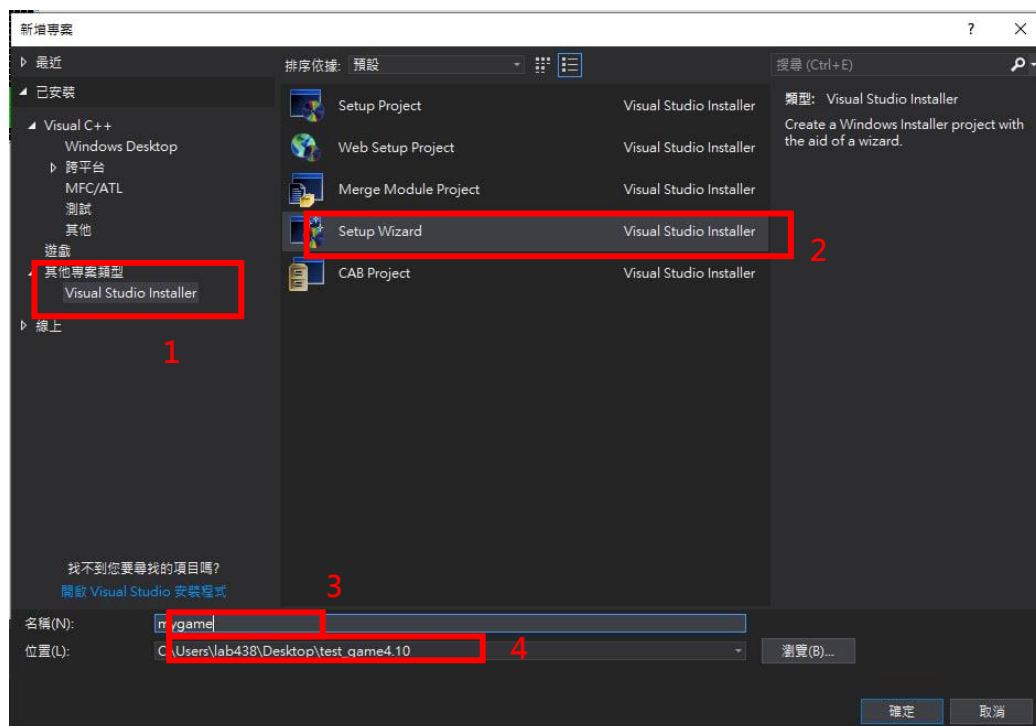 新增專案 ? ×
最近
排序依據: 預設
搜尋 (Ctrl+E)
已安裝
Visual C++
Windows Desktop
跨平台
MFC/ATL
測試
其他
遊戲
其他專案類型
Visual Studio Installer
線上
1
Setup Project Visual Studio Installer
Web Setup Project Visual Studio Installer
Merge Module Project Visual Studio Installer
Setup Wizard Visual Studio Installer
2
CAB Project Visual Studio Installer
類型: Visual Studio Installer
Create a Windows Installer project with
the aid of a wizard.
找不到您要尋找的項目嗎?
開啟 Visual Studio 安裝程式
3
名稱(N): mygame
位置(L): C:\Users\lab438\Desktop\test_game4.10
4
瀏覽(B)...
確定 取消